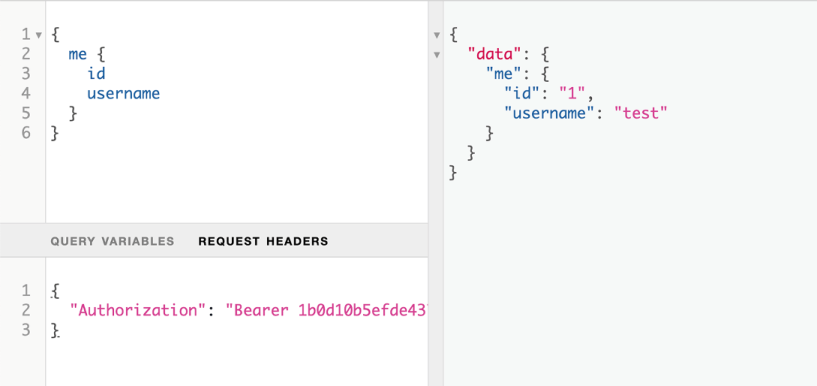 1 {
2 me {
3 id
4 username
5 }
6 }
QUERY VARIABLES REQUEST HEADERS
1 {
2 "Authorization": "Bearer 1b0d10b5efde43
3 }
{
"data": {
"me": {
"id": "1",
"username": "test"
}
}
}